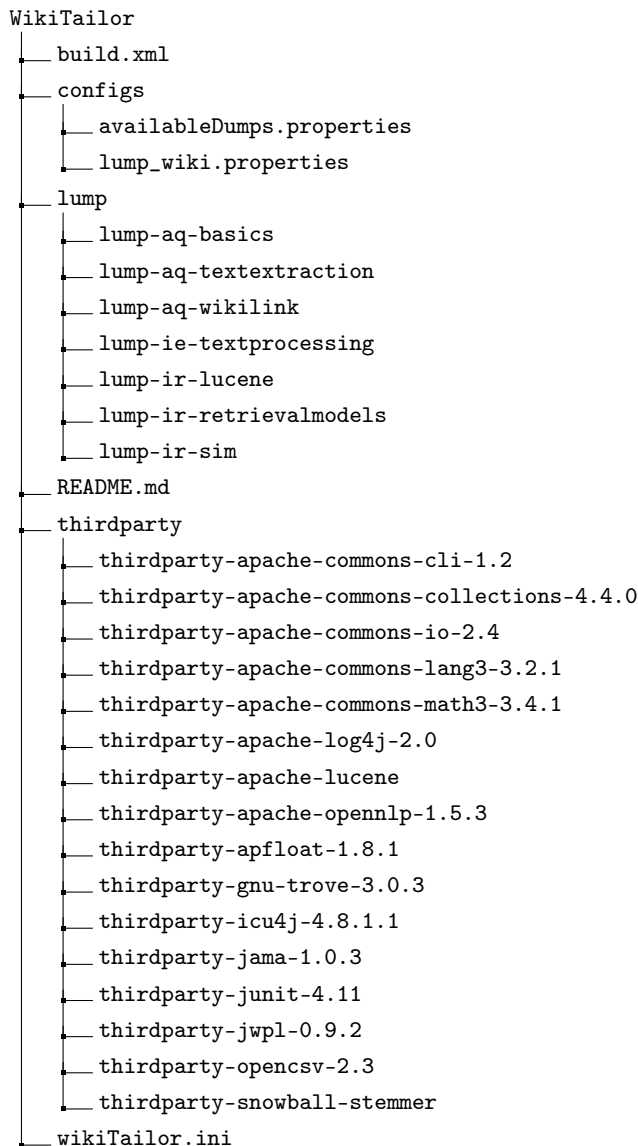 WikiTailor
build.xml
configs
availableDumps.properties
lump_wiki.properties
lump
lump-aq-basics
lump-aq-textextraction
lump-aq-wikilink
lump-ie-textprocessing
lump-ir-lucene
lump-ir-retrievalmodels
lump-ir-sim
README.md
thirdparty
thirdparty-apache-commons-cli-1.2
thirdparty-apache-commons-collections-4.4.0
thirdparty-apache-commons-io-2.4
thirdparty-apache-commons-lang3-3.2.1
thirdparty-apache-commons-math3-3.4.1
thirdparty-apache-log4j-2.0
thirdparty-apache-lucene
thirdparty-apache-opennlp-1.5.3
thirdparty-apfloat-1.8.1
thirdparty-gnu-trove-3.0.3
thirdparty-icu4j-4.8.1.1
thirdparty-jama-1.0.3
thirdparty-junit-4.11
thirdparty-jwpl-0.9.2
thirdparty-opencsv-2.3
thirdparty-snowball-stemmer
wikiTailor.ini